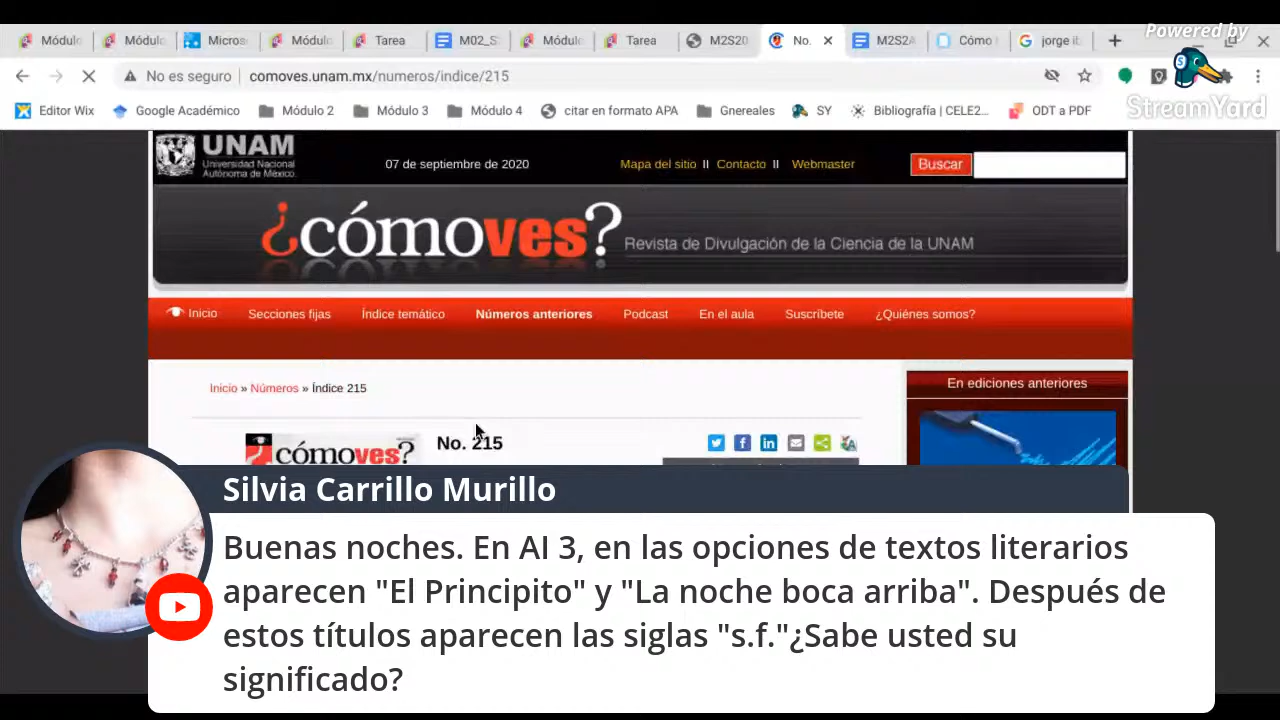 Powered by
StreamYard
Módulo Módulo Micros Módulo Tarea M02_S Módulo Tarea M2S20 No. M2S2A Cómo jorge it
No es seguro comoves.unam.mx/numeros/indice/215
Editor Wix Google Académico Módulo 2 Módulo 3 Módulo 4 citar en formato APA Gnereales SY Bibliografía | CELE2... ODT a PDF
UNAM
Universidad Nacional
Autónoma de México.
07 de septiembre de 2020 Mapa del sitio II Contacto II Webmaster Buscar
¿cómoves?
Revista de Divulgación de la Ciencia de la UNAM
Inicio Secciones fijas Índice temático Números anteriores Podcast En el aula Suscríbete ¿Quiénes somos?
Inicio » Números » Índice 215
En ediciones anteriores
¿cómoves? No. 215
Silvia Carrillo Murillo
Buenas noches. En AI 3, en las opciones de textos literarios
aparecen "El Principito" y "La noche boca arriba". Después de
estos títulos aparecen las siglas "s.f."¿Sabe usted su
significado?